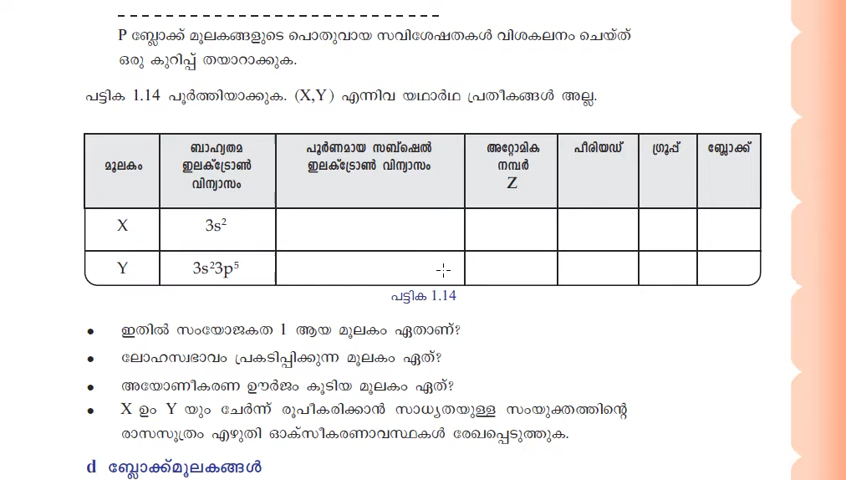 P ബ്ലോക്ക് മൂലകങ്ങളുടെ പൊതുവായ സവിശേഷതകൾ വിശകലനം ചെയ്ത്
ഒരു കുറിപ്പ് തയാറാക്കുക.
പട്ടിക 1.14 പൂർത്തിയാക്കുക. (X,Y) എന്നിവ യഥാർഥ പ്രതീകങ്ങൾ അല്ല.
മൂലകം ബാഹ്യതമ ഇലക്ട്രോൺ വിന്യാസം പൂർണമായ സബ്ഷെൽ ഇലക്ട്രോൺ വിന്യാസം അറ്റോമിക നമ്പർ Z പീരിയഡ് ഗ്രൂപ്പ് ബ്ലോക്ക്
X 3s²
Y 3s²3p⁵
പട്ടിക 1.14
• ഇതിൽ സംയോജകത 1 ആയ മൂലകം ഏതാണ്?
• ലോഹസ്വഭാവം പ്രകടിപ്പിക്കുന്ന മൂലകം ഏത്?
• അയോണീകരണ ഊർജം കൂടിയ മൂലകം ഏത്?
• X ഉം Y യും ചേർന്ന് രൂപീകരിക്കാൻ സാധ്യതയുള്ള സംയുക്തത്തിന്റെ
രാസസൂത്രം എഴുതി ഓക്സീകരണാവസ്ഥകൾ രേഖപ്പെടുത്തുക.
d ബ്ലോക്ക്മൂലകങ്ങൾ